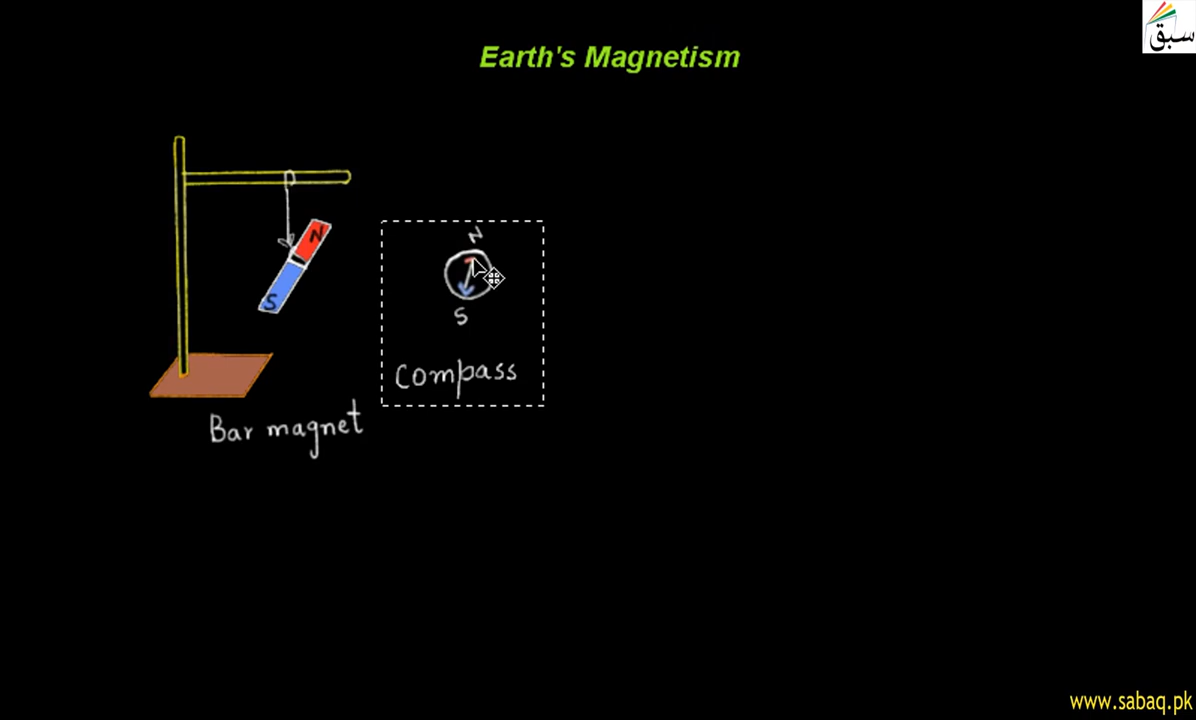 سبق
Earth's Magnetism
N
S
N
S
Compass
Bar magnet
www.sabaq.pk